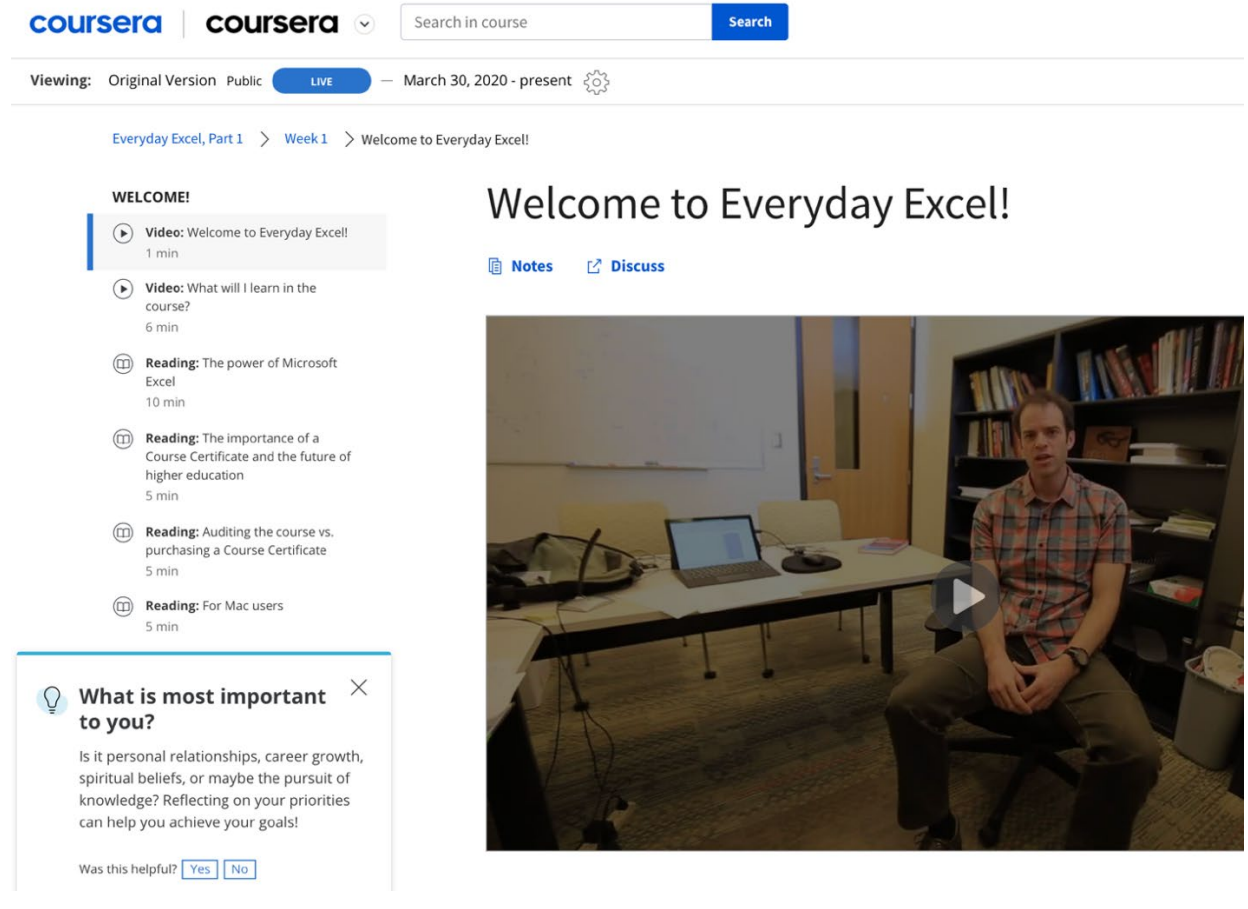 coursera coursera Search in course Search
Viewing: Original Version Public LIVE — March 30, 2020 - present
Everyday Excel, Part 1 > Week 1 > Welcome to Everyday Excel!
WELCOME!
Video: Welcome to Everyday Excel!
1 min
Video: What will I learn in the
course?
6 min
Reading: The power of Microsoft
Excel
10 min
Reading: The importance of a
Course Certificate and the future of
higher education
5 min
Reading: Auditing the course vs.
purchasing a Course Certificate
5 min
Reading: For Mac users
5 min
What is most important
to you?
Is it personal relationships, career growth,
spiritual beliefs, or maybe the pursuit of
knowledge? Reflecting on your priorities
can help you achieve your goals!
Was this helpful? Yes No
Welcome to Everyday Excel!
Notes Discuss